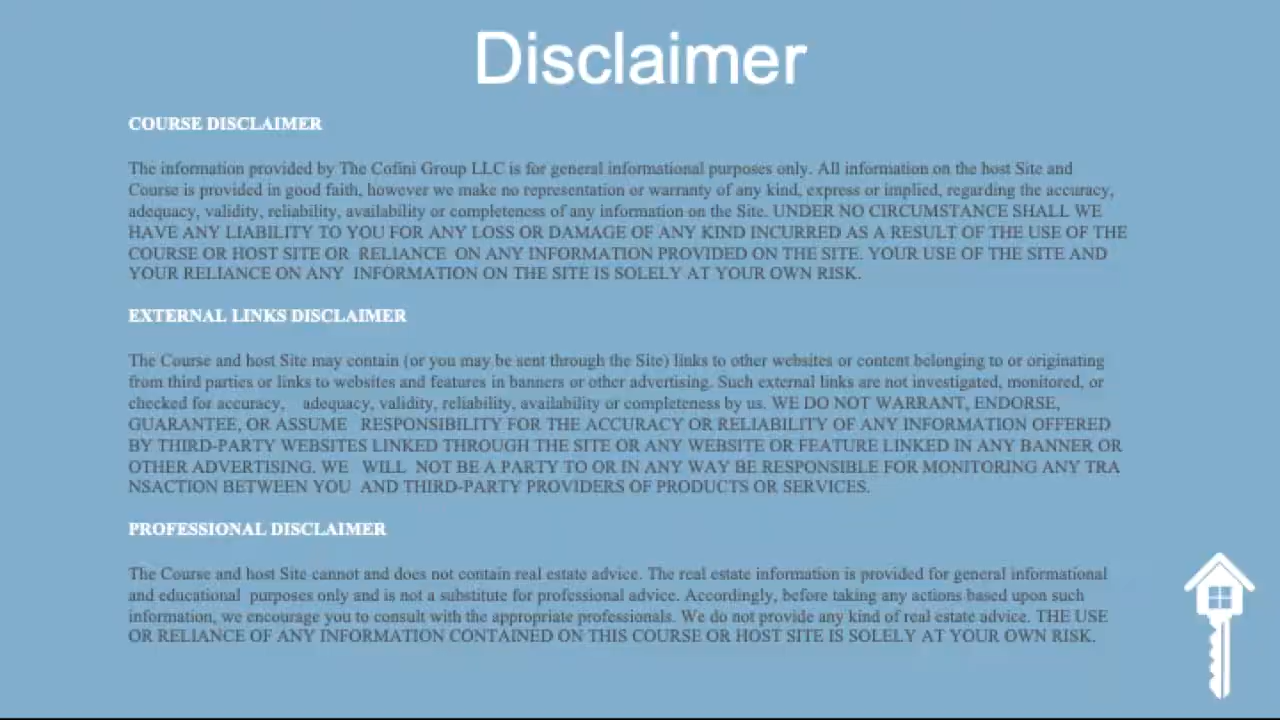 Disclaimer
COURSE DISCLAIMER
The information provided by The Cofini Group LLC is for general informational purposes only. All information on the host Site and
Course is provided in good faith, however we make no representation or warranty of any kind, express or implied, regarding the accuracy,
adequacy, validity, reliability, availability or completeness of any information on the Site. UNDER NO CIRCUMSTANCE SHALL WE
HAVE ANY LIABILITY TO YOU FOR ANY LOSS OR DAMAGE OF ANY KIND INCURRED AS A RESULT OF THE USE OF THE
COURSE OR HOST SITE OR RELIANCE ON ANY INFORMATION PROVIDED ON THE SITE. YOUR USE OF THE SITE AND
YOUR RELIANCE ON ANY INFORMATION ON THE SITE IS SOLELY AT YOUR OWN RISK.
EXTERNAL LINKS DISCLAIMER
The Course and host Site may contain (or you may be sent through the Site) links to other websites or content belonging to or originating
from third parties or links to websites and features in banners or other advertising. Such external links are not investigated, monitored, or
checked for accuracy, adequacy, validity, reliability, availability or completeness by us. WE DO NOT WARRANT, ENDORSE,
GUARANTEE, OR ASSUME RESPONSIBILITY FOR THE ACCURACY OR RELIABILITY OF ANY INFORMATION OFFERED
BY THIRD-PARTY WEBSITES LINKED THROUGH THE SITE OR ANY WEBSITE OR FEATURE LINKED IN ANY BANNER OR
OTHER ADVERTISING. WE WILL NOT BE A PARTY TO OR IN ANY WAY BE RESPONSIBLE FOR MONITORING ANY TRA
NSACTION BETWEEN YOU AND THIRD-PARTY PROVIDERS OF PRODUCTS OR SERVICES.
PROFESSIONAL DISCLAIMER
The Course and host Site cannot and does not contain real estate advice. The real estate information is provided for general informational
and educational purposes only and is not a substitute for professional advice. Accordingly, before taking any actions based upon such
information, we encourage you to consult with the appropriate professionals. We do not provide any kind of real estate advice. THE USE
OR RELIANCE OF ANY INFORMATION CONTAINED ON THIS COURSE OR HOST SITE IS SOLELY AT YOUR OWN RISK.